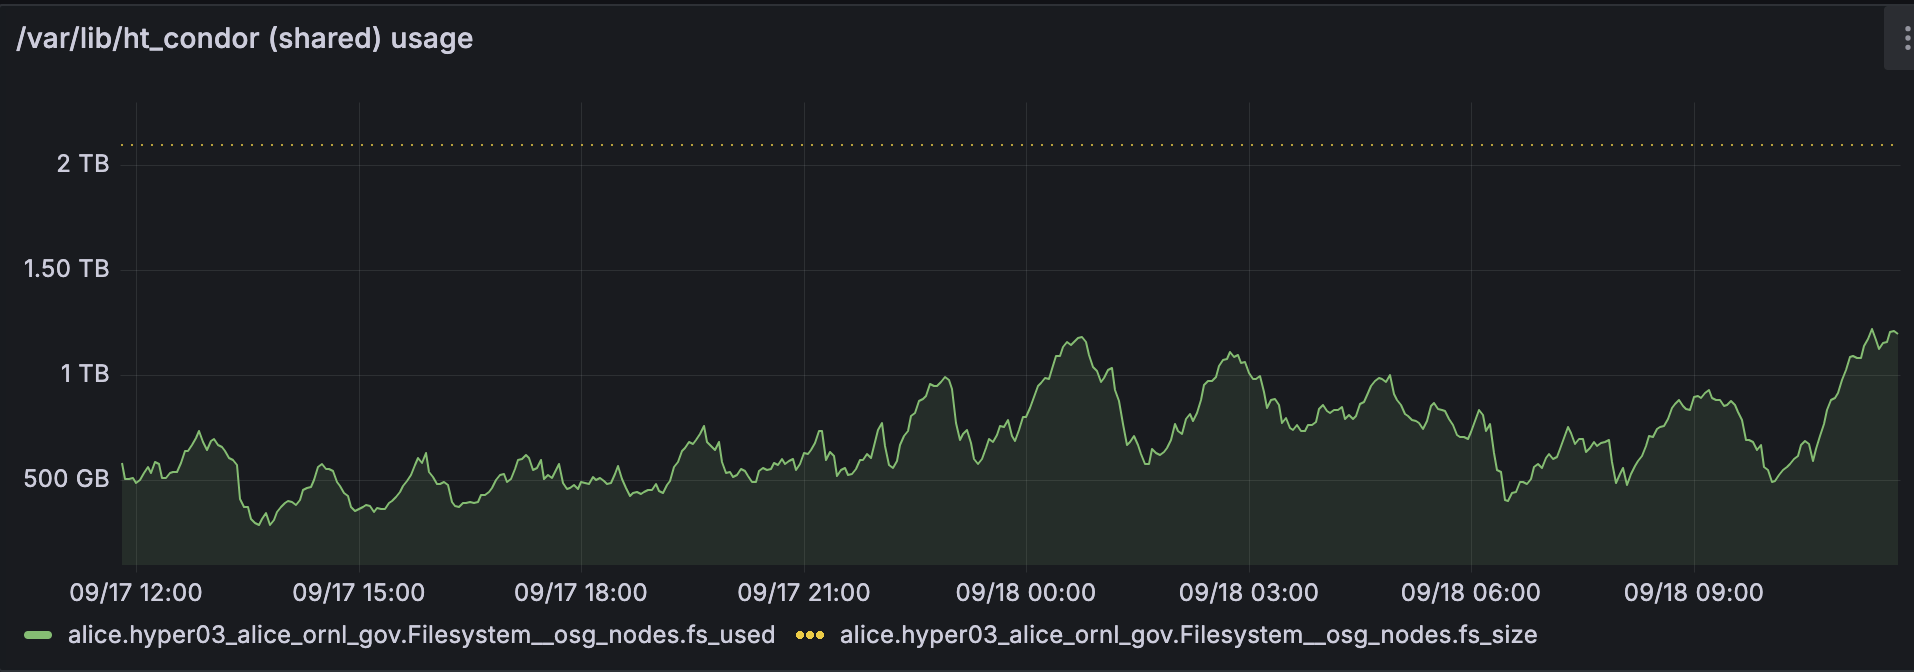 /var/lib/ht_condor (shared) usage
2 TB
1.50 TB
1 TB
500 GB
09/17 12:00 09/17 15:00 09/17 18:00 09/17 21:00 09/18 00:00 09/18 03:00 09/18 06:00 09/18 09:00
alice.hyper03_alice_ornl_gov.Filesystem__osg_nodes.fs_used alice.hyper03_alice_ornl_gov.Filesystem__osg_nodes.fs_size